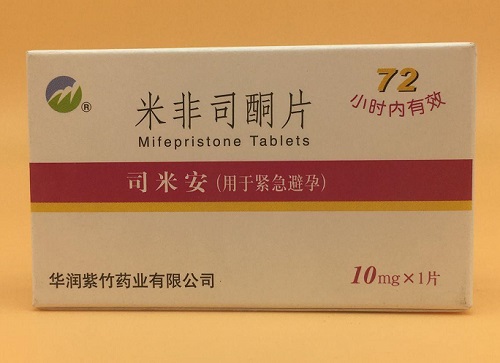 72
小时内有效
®
米非司酮片
Mifepristone Tablets
司米安(用于紧急避孕)
华润紫竹药业有限公司
10mg×1片